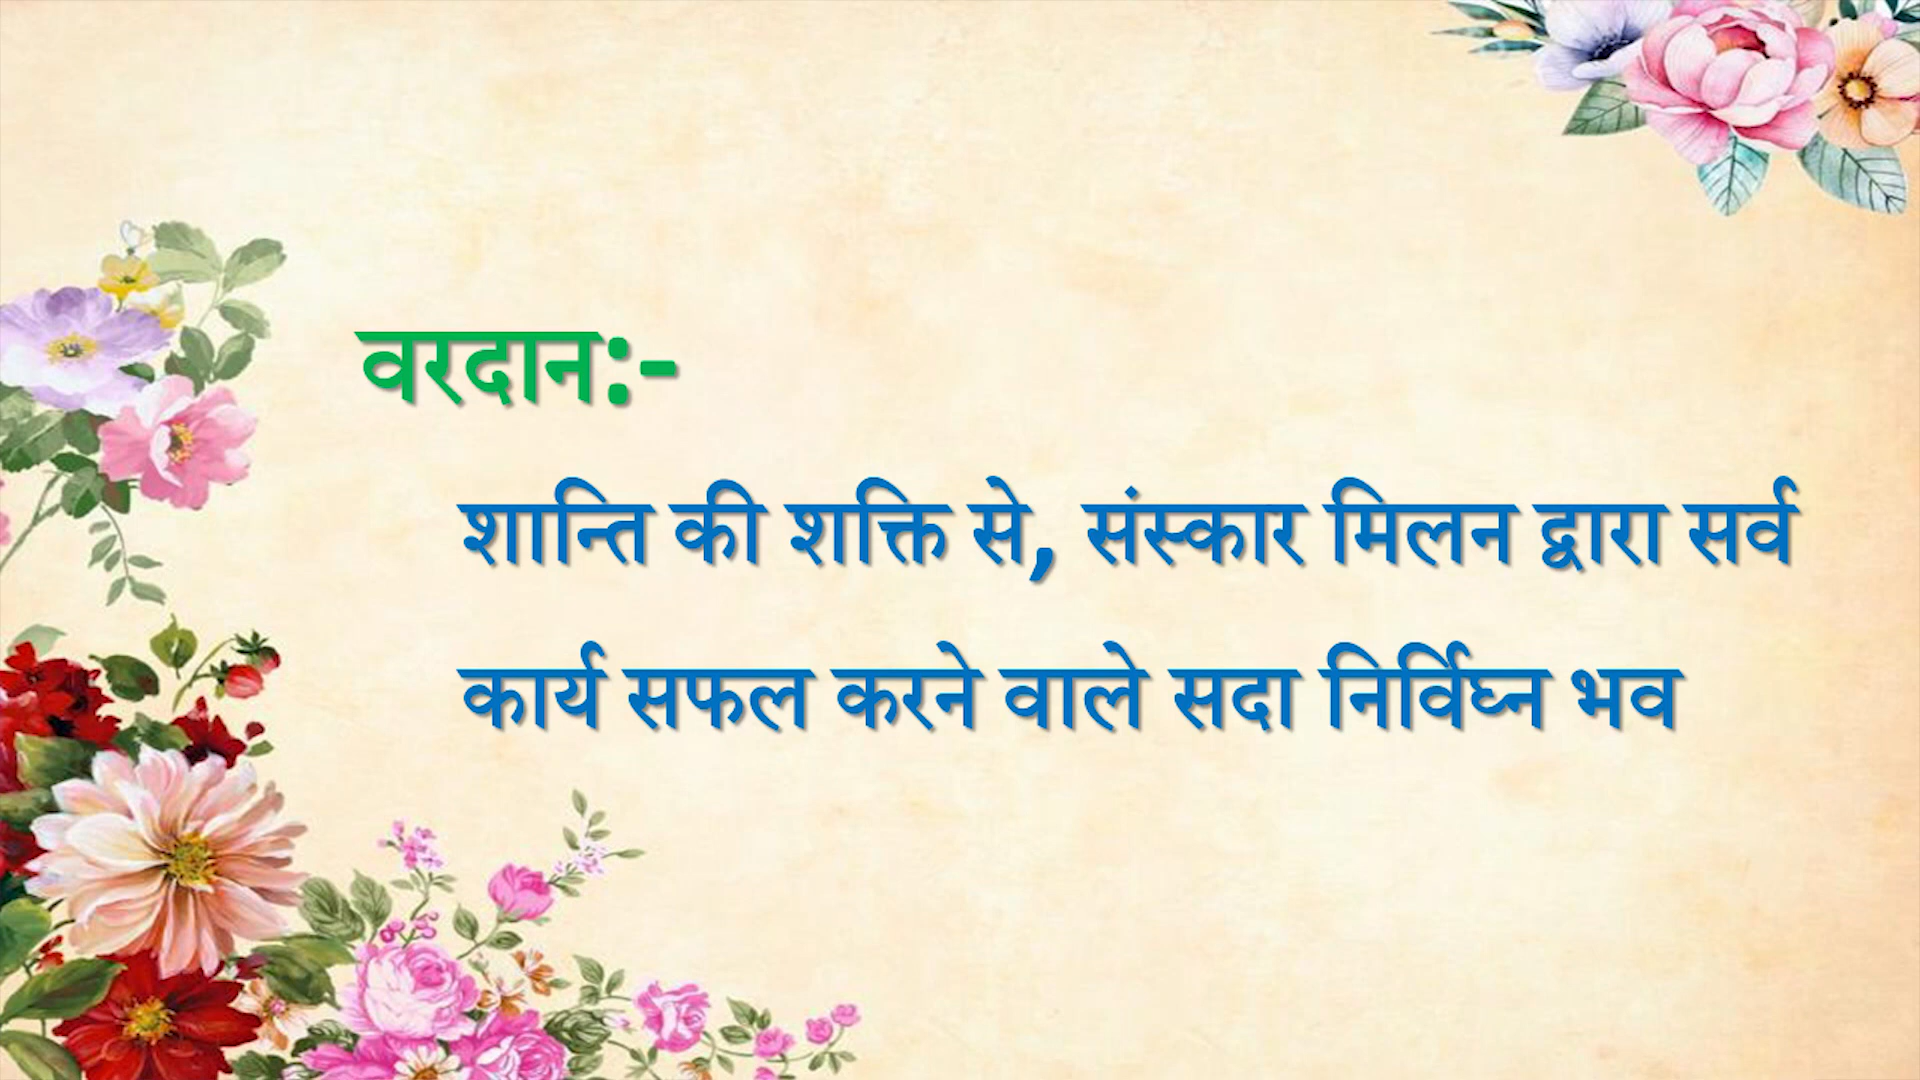 वरदान:-
शान्ति की शक्ति से, संस्कार मिलन द्वारा सर्व
कार्य सफल करने वाले सदा निर्विघ्न भव